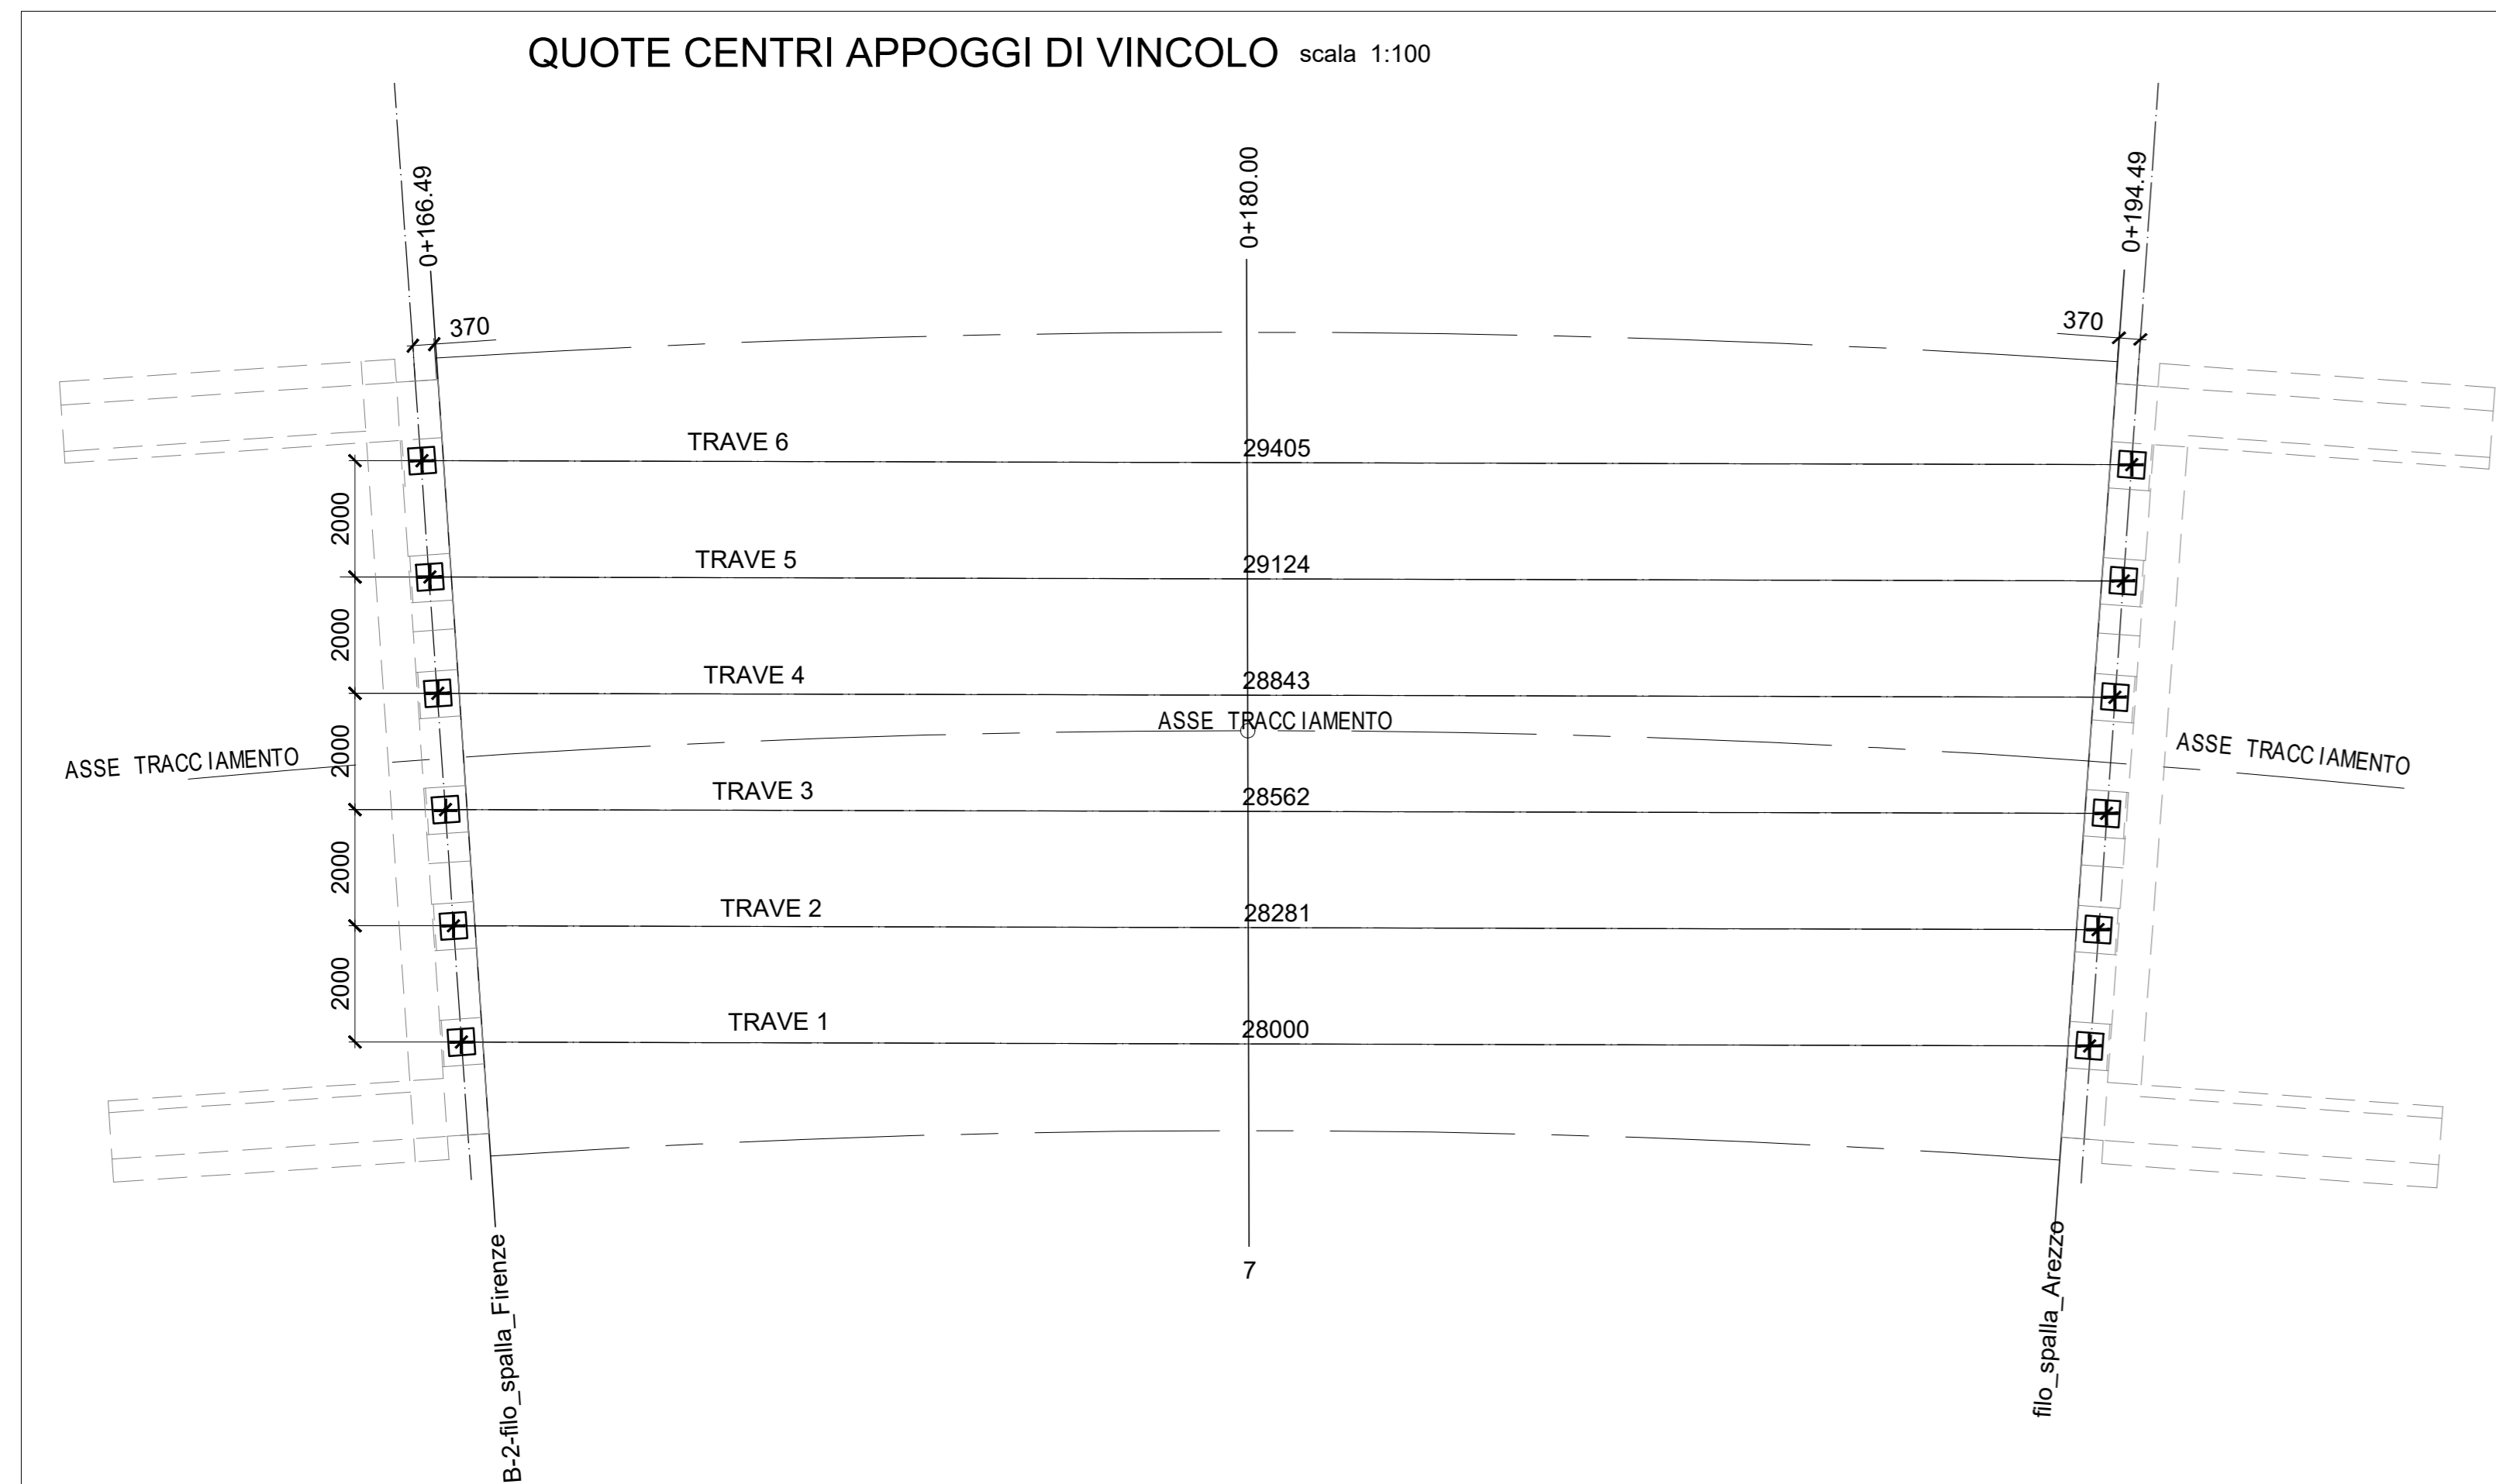 QUOTE CENTRI APPOGGI DI VINCOLO scala 1:100
0+166.49
0+180.00
0+194.49
370
370
TRAVE 6
29405
2000
TRAVE 5
29124
2000
TRAVE 4
28843
ASSE TRACCIAMENTO
ASSE TRACCIAMENTO
ASSE TRACCIAMENTO
2000
TRAVE 3
28562
2000
TRAVE 2
28281
2000
TRAVE 1
28000
7
B-2-filo_spalla_Firenze
filo_spalla_Arezzo